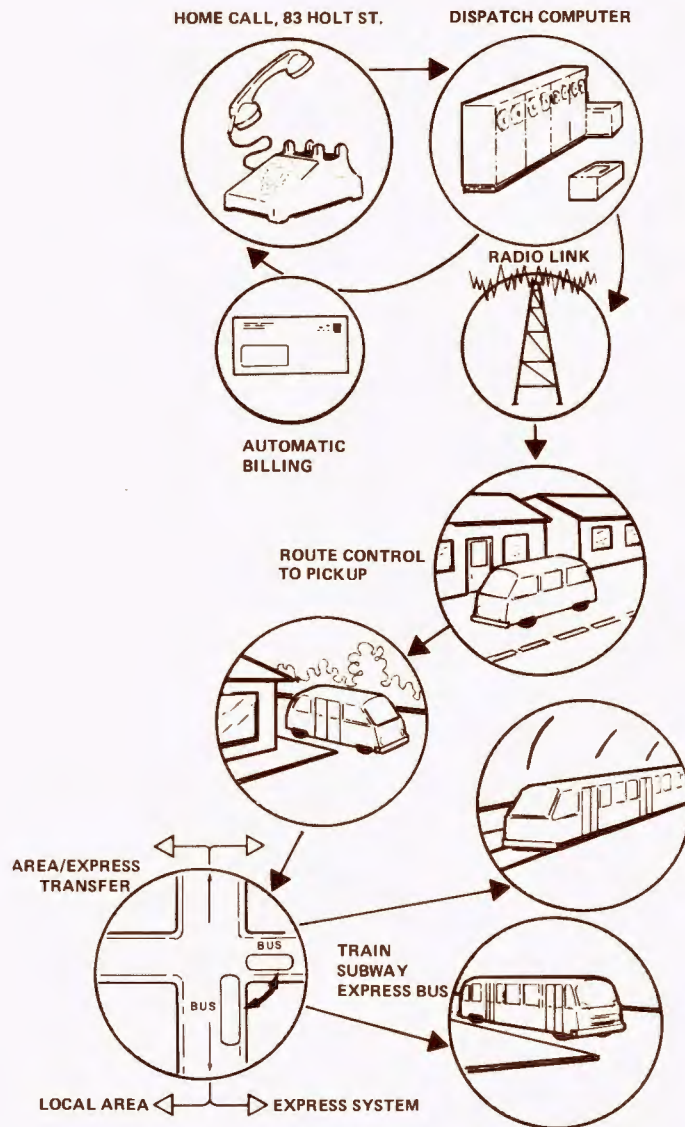 HOME CALL, 83 HOLT ST.
DISPATCH COMPUTER
RADIO LINK
AUTOMATIC
BILLING
ROUTE CONTROL
TO PICKUP
AREA/EXPRESS
TRANSFER
BUS
BUS
TRAIN
SUBWAY
EXPRESS BUS
LOCAL AREA
EXPRESS SYSTEM